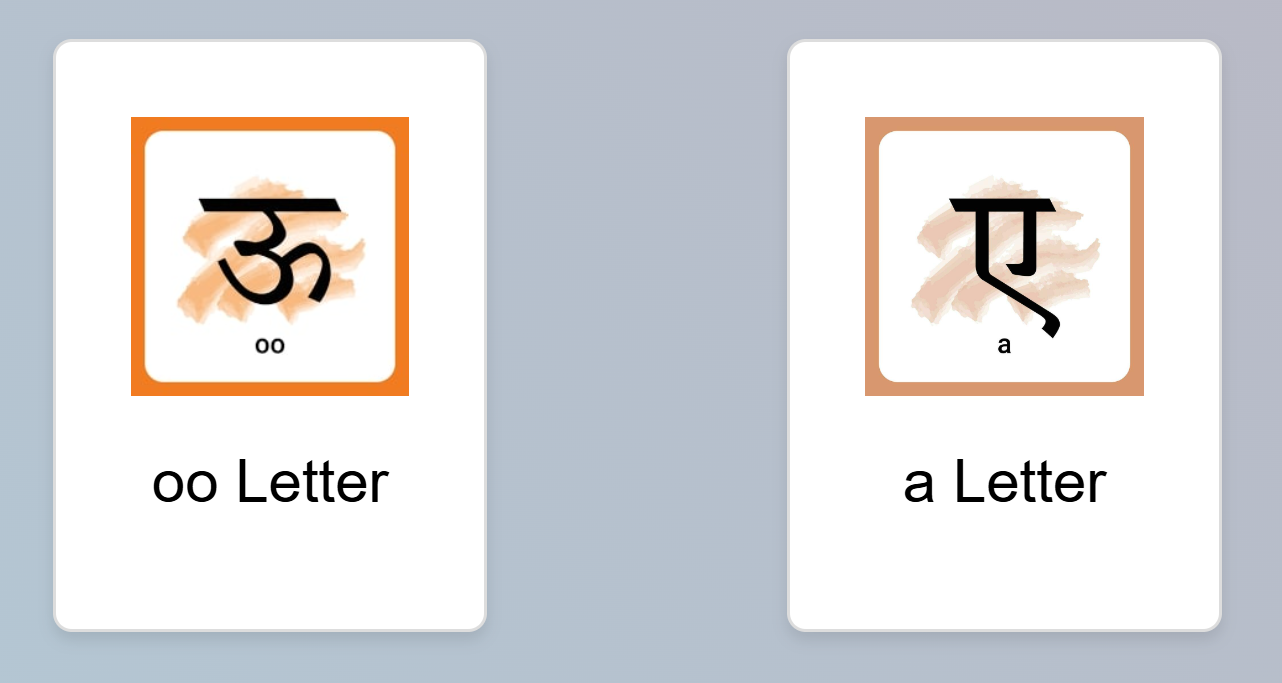 ऊ
oo
oo Letter
ए
a
a Letter